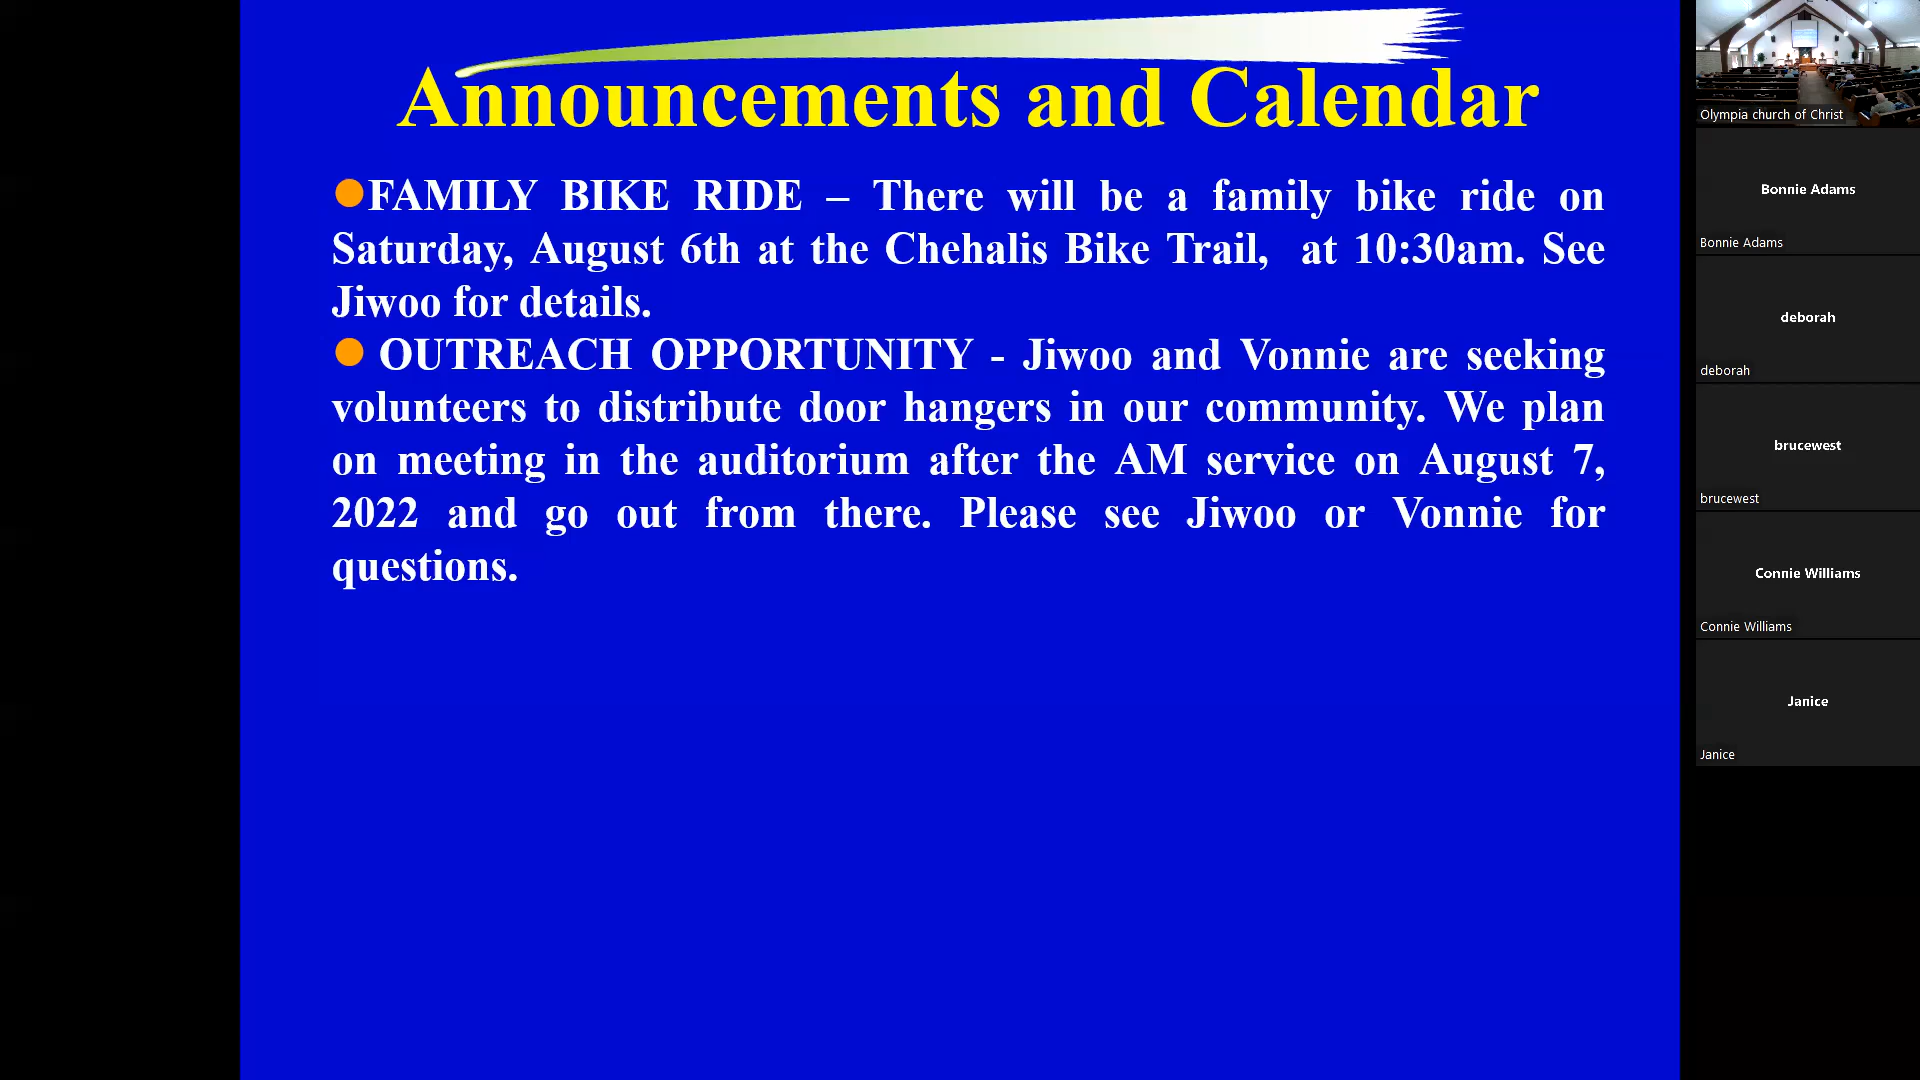 Announcements and Calendar
FAMILY BIKE RIDE – There will be a family bike ride on
Saturday, August 6th at the Chehalis Bike Trail,  at 10:30am. See
Jiwoo for details.
OUTREACH OPPORTUNITY - Jiwoo and Vonnie are seeking
volunteers to distribute door hangers in our community. We plan
on meeting in the auditorium after the AM service on August 7,
2022 and go out from there. Please see Jiwoo or Vonnie for
questions.
Olympia church of Christ
Bonnie Adams
Bonnie Adams
deborah
deborah
brucewest
brucewest
Connie Williams
Connie Williams
Janice
Janice